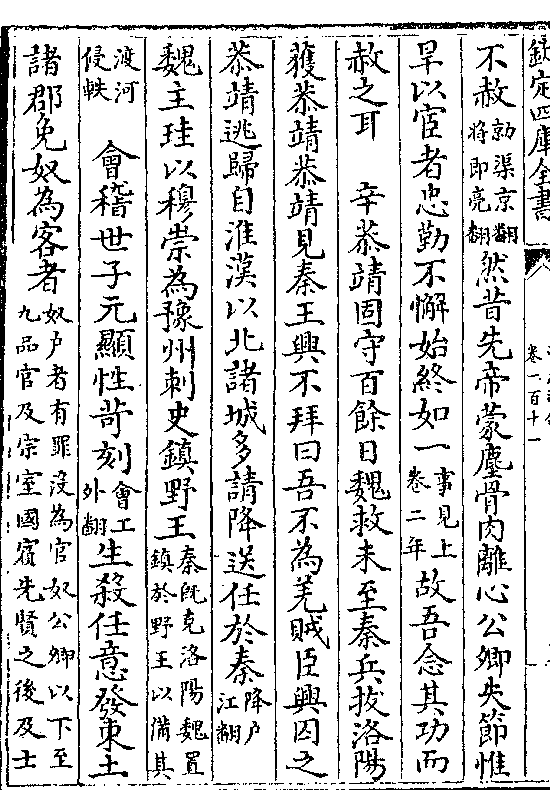 欽定四庫全書
卷一百十一
不赦勍渠京翻將即亮翻然昔先帝蒙塵骨肉離心公卿失節惟
早以宦者忠勤不懈始終如一事見上卷二年故吾念其功而
赦之耳　辛恭靖固守百餘日魏救未至秦兵拔洛陽
獲恭靖恭靖見秦王興不拜曰吾不為羌賊臣興囚之
恭靖逃歸自淮漢以北諸城多請降送任於秦降户江翻
魏主珪以穆崇為豫州刺史鎮野王秦既克洛陽魏置鎮於野王以備其
渡河侵軼　會稽世子元顯性苛刻會工外翻生殺任意發東土
諸郡免奴為客者奴户者有罪没為官奴公卿以下至九品官及宗室國賓先賢之後及士